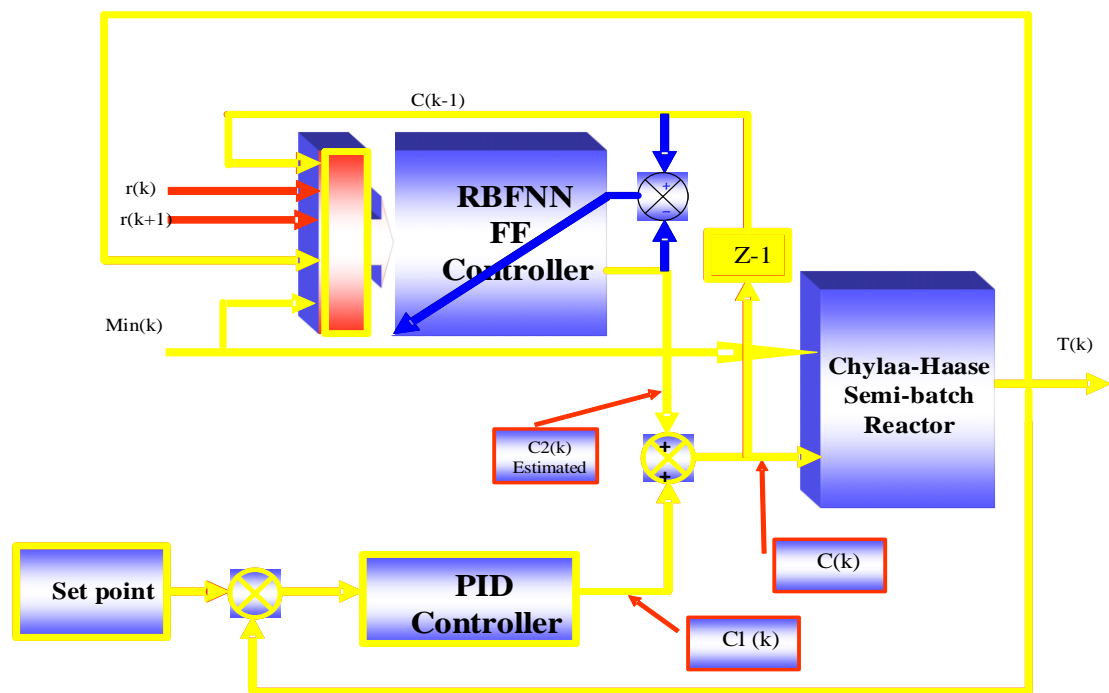 C(k-1)
r(k)
r(k+1)
RBFNN
FF
Controller
+
−
Z-1
Min(k)
T(k)
Chylaa-Haase
Semi-batch
Reactor
C2(k)
Estimated
+
+
C(k)
Set point
PID
Controller
C1 (k)